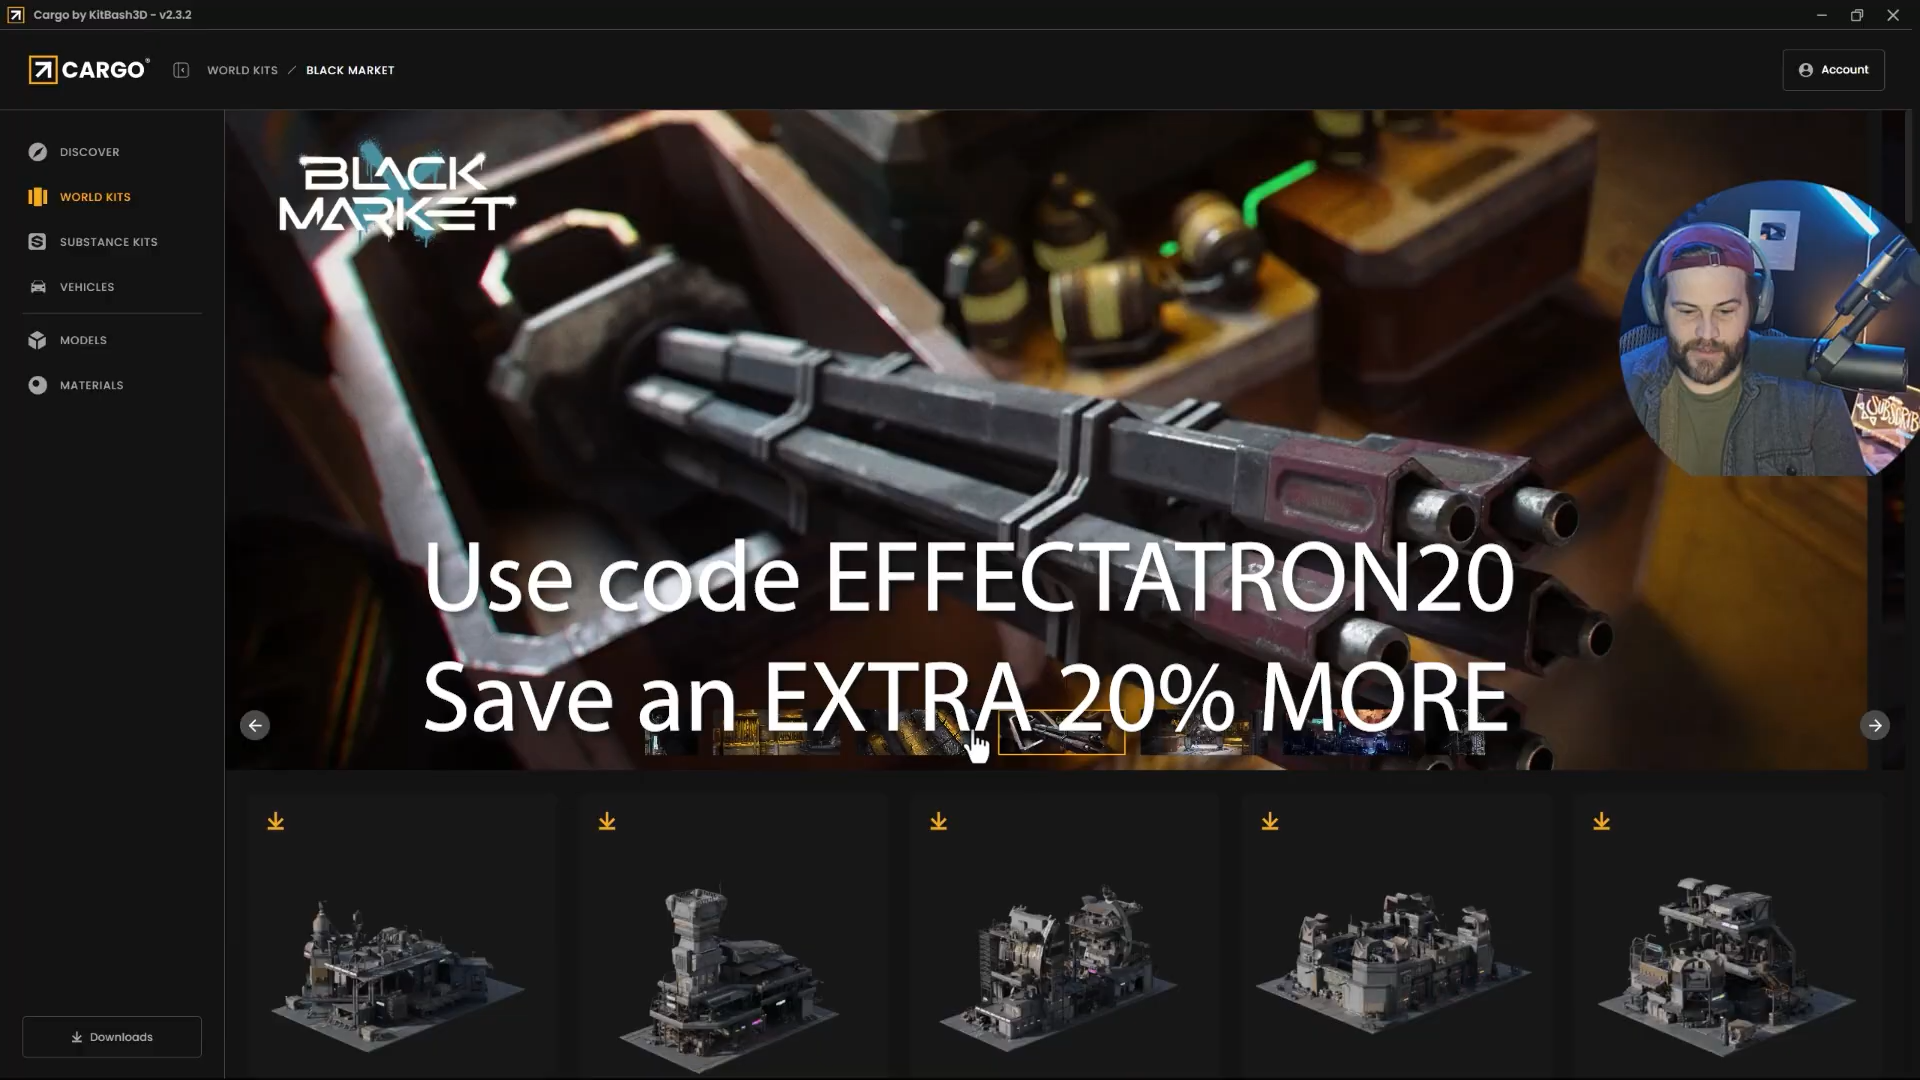 Cargo by KitBash3D - v2.3.2
CARGO
WORLD KITS / BLACK MARKET
Account
DISCOVER
WORLD KITS
SUBSTANCE KITS
VEHICLES
MODELS
MATERIALS
Downloads
BLACK
MARKET
Use code EFFECTATRON20
Save an EXTRA 20% MORE
SUBSCRIB